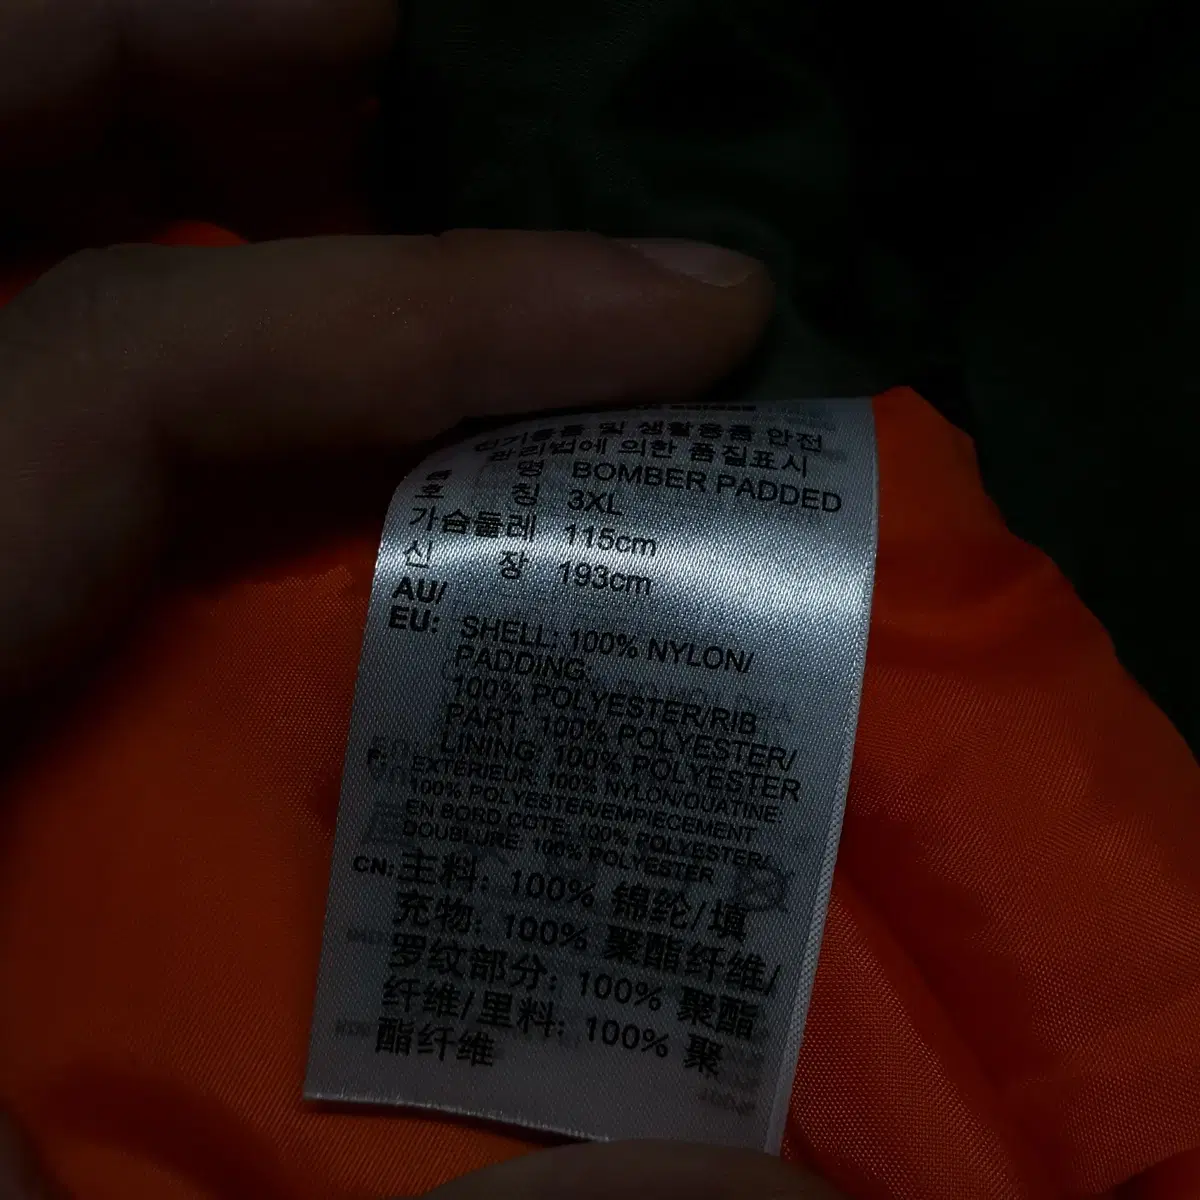 전기용품 및 생활용품 안전
관리법에 의한 품질표시
명 BOMBER PADDED
호 칭 3XL
가슴둘레 115cm
신 장 193cm
AU/
EU: SHELL: 100% NYLON/
PADDING:
100% POLYESTER/RIB
PART: 100% POLYESTER/
LINING: 100% POLYESTER
EXTERIEUR: 100% NYLON/OUATINE:
100% POLYESTER/EMPIECEMENT
EN BORD COTE: 100% POLYESTER/
DOUBLURE: 100% POLYESTER
CN: 主料: 100% 锦纶/填
充物: 100% 聚酯纤维/
罗纹部分: 100% 聚酯
纤维/里料: 100% 聚
酯纤维